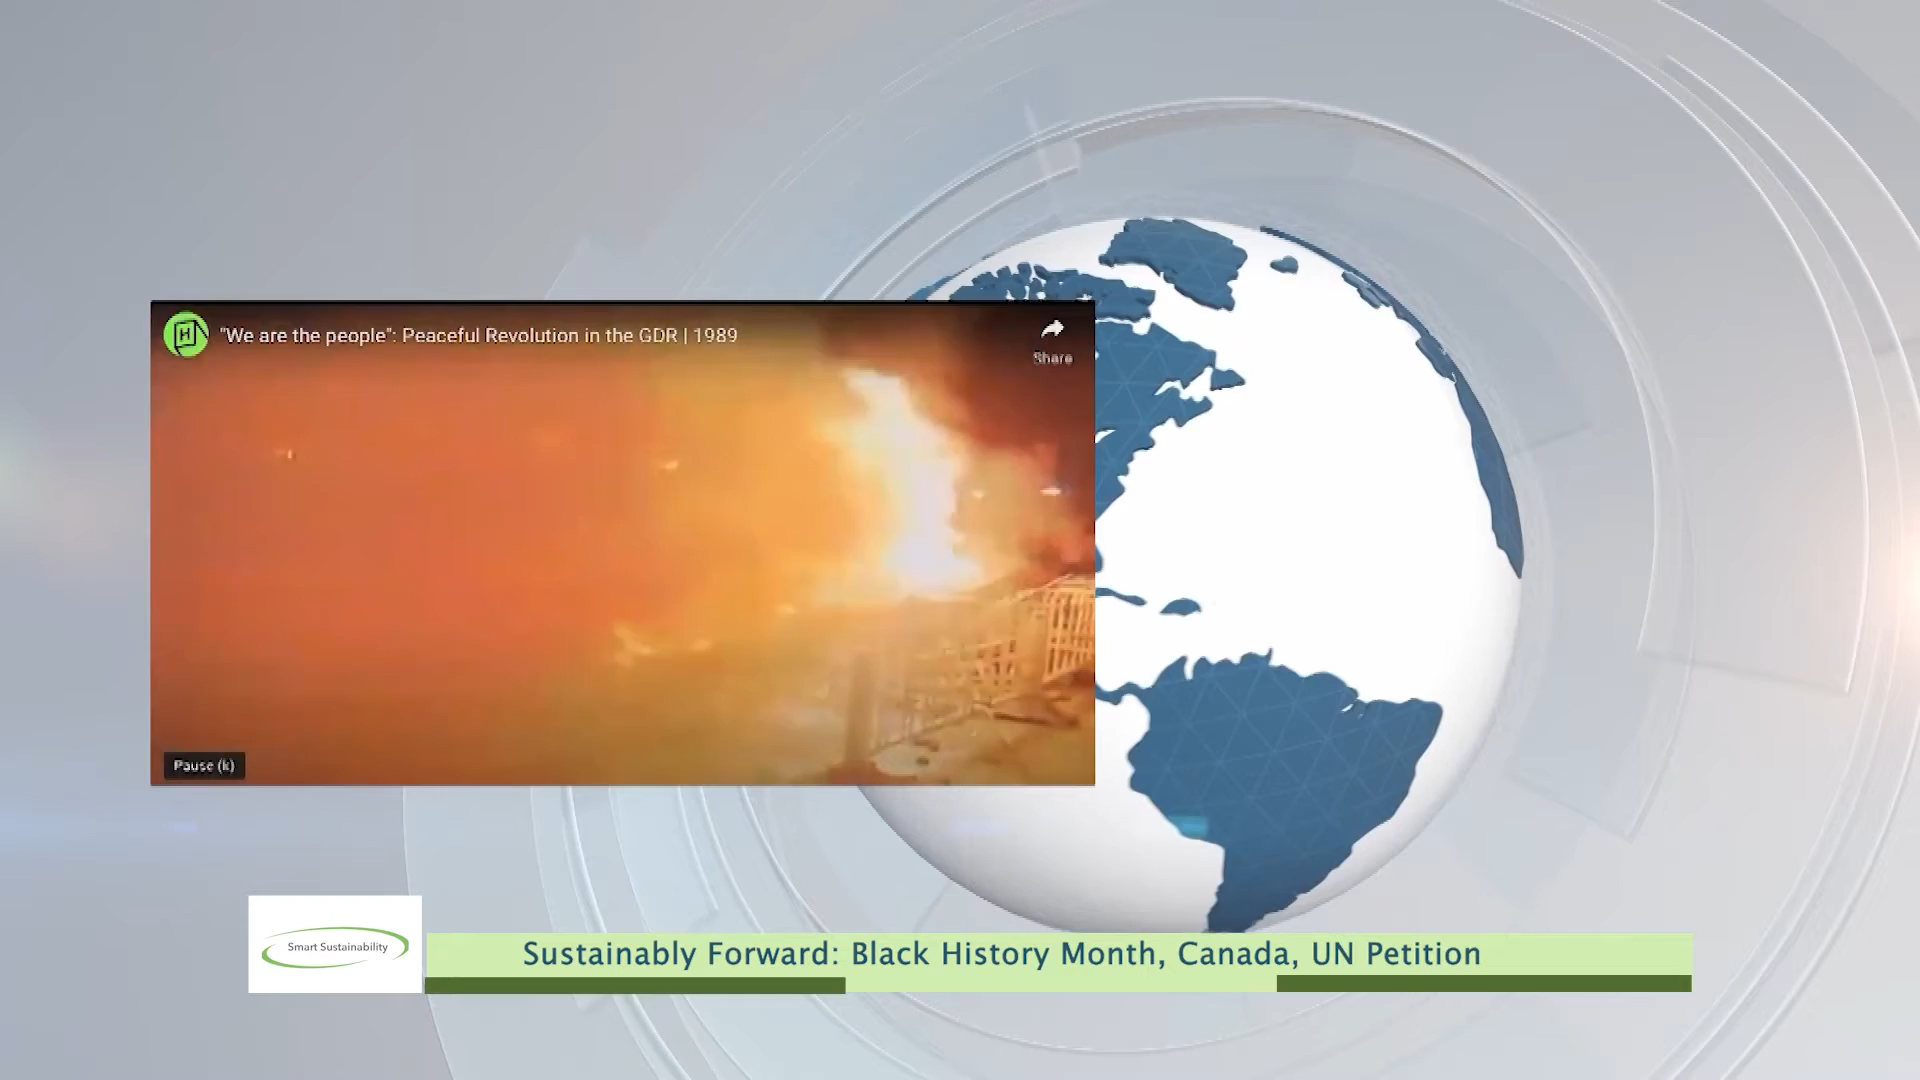 H
"We are the people": Peaceful Revolution in the GDR | 1989
Share
Pause (k)
Smart Sustainability
Sustainably Forward: Black History Month, Canada, UN Petition